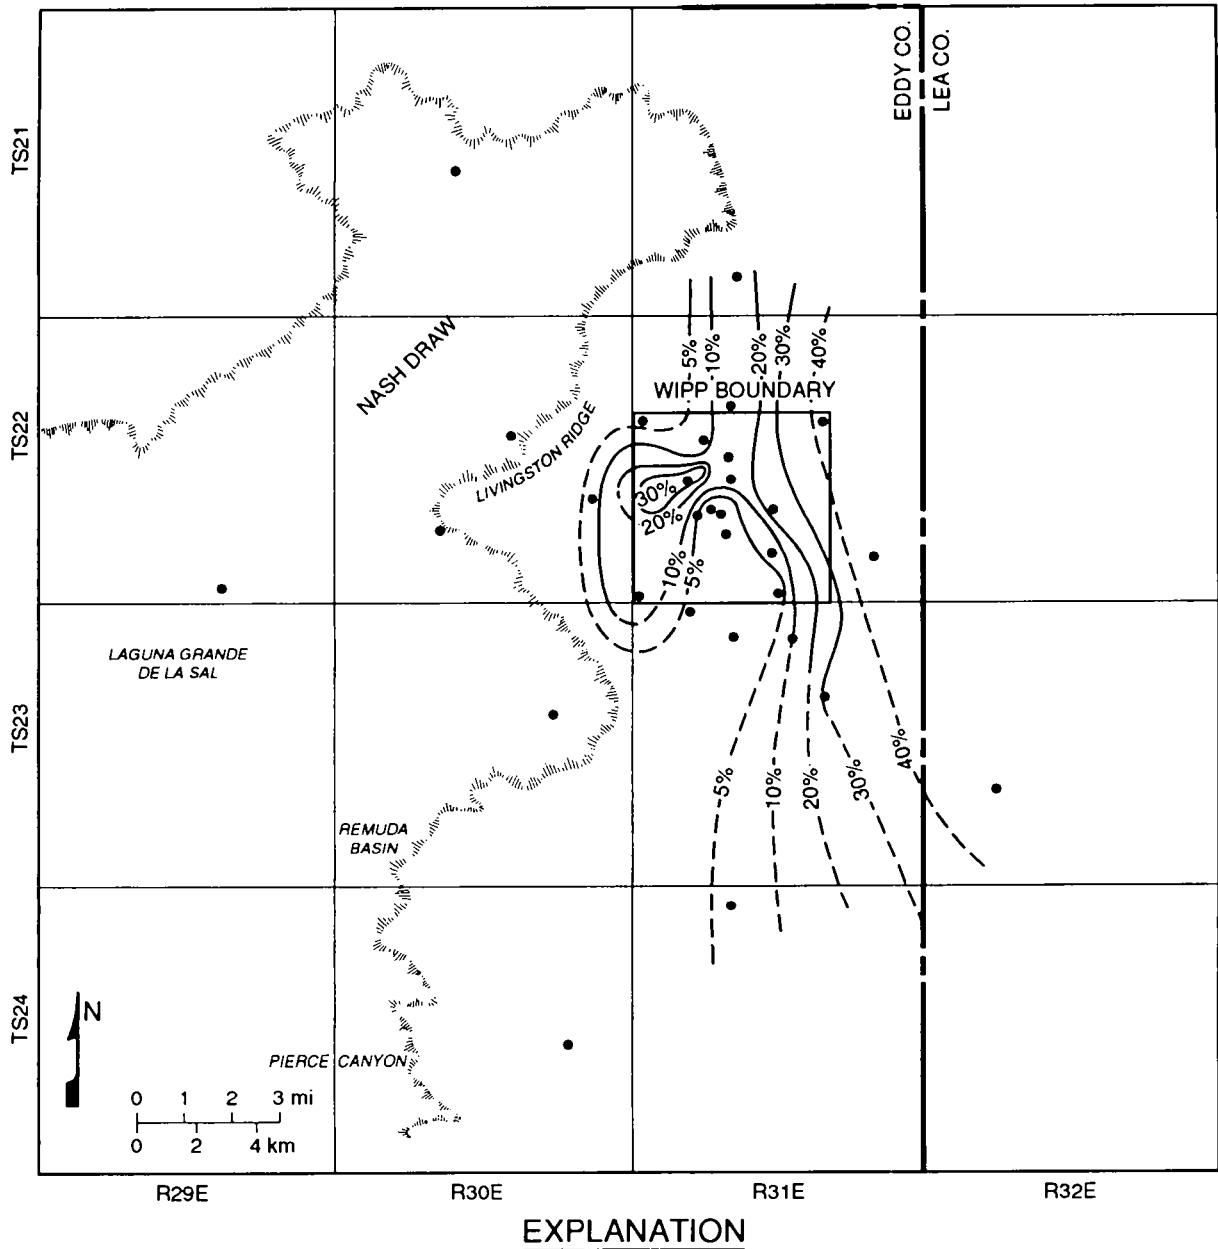 EDDY CO.
LEA CO.
TS21
NASH DRAW
5%
10%
20%
30%
40%
WIPP BOUNDARY
TS22
LIVINGSTON RIDGE
30%
20%
10%
5%
LAGUNA GRANDE
DE LA SAL
TS23
5%
10%
20%
30%
40%
REMUDA
BASIN
TS24
N
PIERCE CANYON
0 1 2 3 mi
0 2 4 km
R29E R30E R31E R32E
EXPLANATION